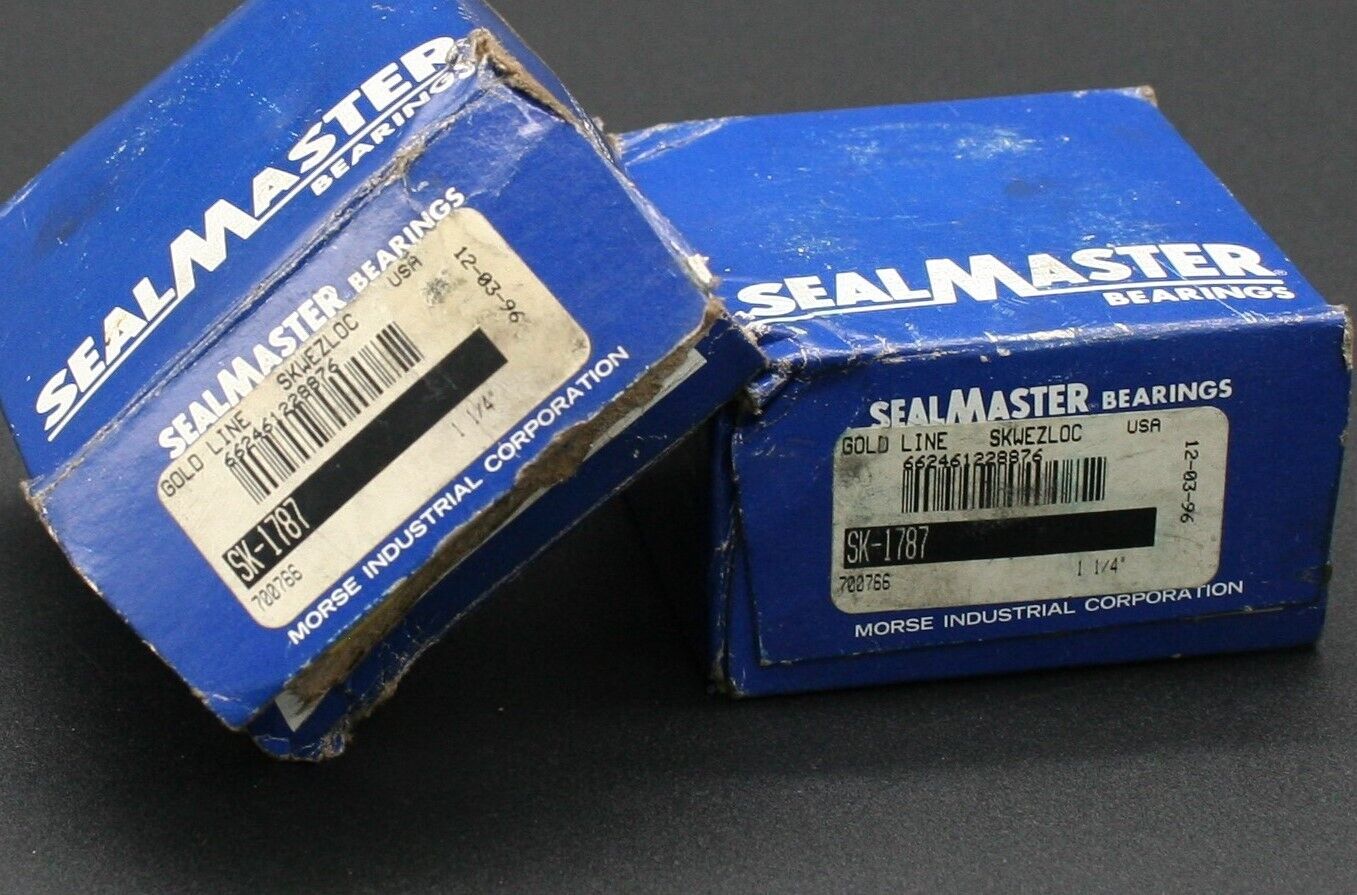 SEALMASTER
BEARINGS
SEALMASTER BEARINGS
GOLD LINE SKWEZLOC USA
662461228876
12-03-96
SK-1787
700766 1 1/4"
MORSE INDUSTRIAL CORPORATION
SEALMASTER®
BEARINGS
SEALMASTER BEARINGS
GOLD LINE SKWEZLOC USA
662461228876
12-03-96
SK-1787
700766 1 1/4"
MORSE INDUSTRIAL CORPORATION